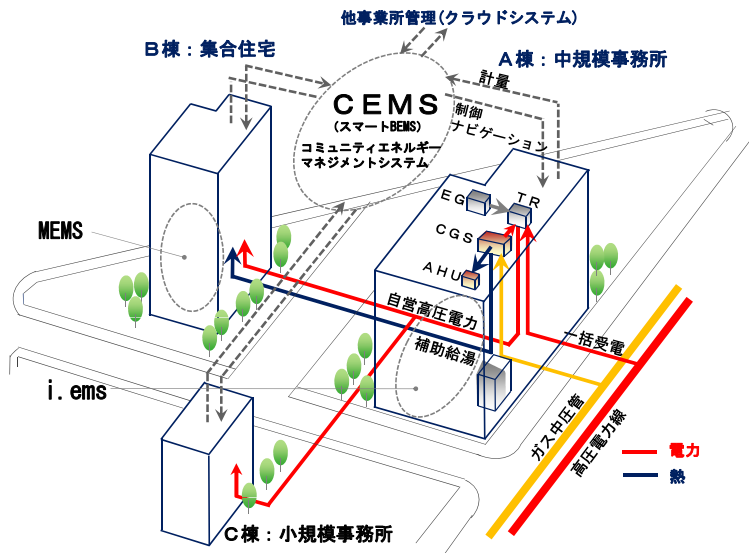 他事業所管理(クラウドシステム)
B棟：集合住宅
A棟：中規模事務所
計量
CEMS
(スマートBEMS)
コミュニティエネルギー
マネジメントシステム
制御
ナビゲーション
EG
TR
CGS
AHU
MEMS
自営高圧電力
補助給湯
一括受電
i.ems
ガス中圧管
高圧電力線
電力
熱
C棟：小規模事務所